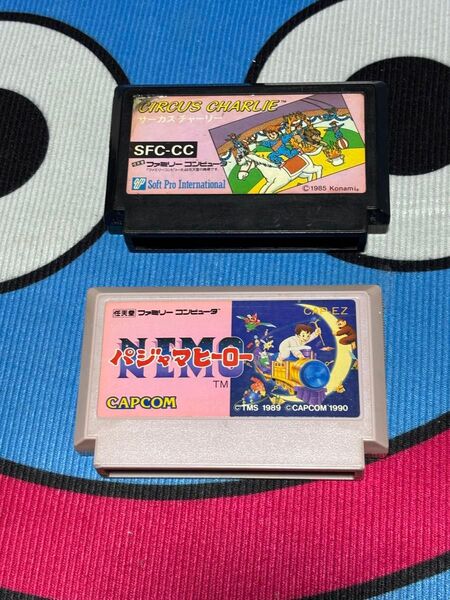 CIRCUS CHARLIE™
サーカス チャーリー
SFC-CC
ファミリー コンピュータ
Soft Pro International
©1985 Konami
任天堂 ファミリー コンピュータ
CAP-EZ
NEMO
パジャマヒーロー
TM
CAPCOM
©TMS 1989 ©CAPCOM 1990